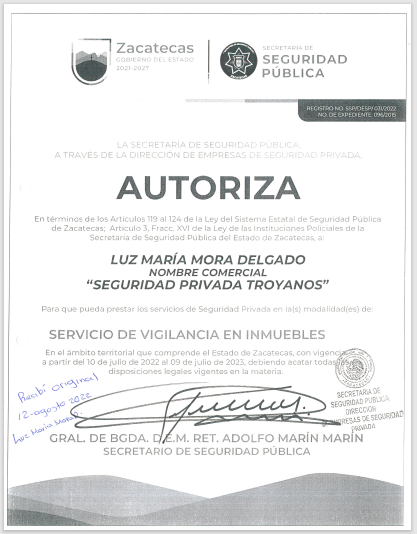 Zacatecas
GOBIERNO DEL ESTADO
2021-2027
SECRETARÍA DE
SEGURIDAD
PÚBLICA
REGISTRO NO. SSP/DESP/031/2022
NO. DE EXPEDIENTE. 096/2015
LA SECRETARÍA DE SEGURIDAD PÚBLICA,
A TRAVÉS DE LA DIRECCIÓN DE EMPRESAS DE SEGURIDAD PRIVADA,
AUTORIZA
En términos de los Artículos 119 al 124 de la Ley del Sistema Estatal de Seguridad Pública
de Zacatecas; Artículo 3, Fracc. XVI de la Ley de las Instituciones Policiales de la
Secretaría de Seguridad Pública del Estado de Zacatecas, a:
LUZ MARÍA MORA DELGADO
NOMBRE COMERCIAL
“SEGURIDAD PRIVADA TROYANOS”
Para que pueda prestar los servicios de Seguridad Privada en la(s) modalidad(es) de:
SERVICIO DE VIGILANCIA EN INMUEBLES
En el ámbito territorial que comprende el Estado de Zacatecas, con vigencia
a partir del 10 de julio de 2022 al 09 de julio de 2023, debiendo acatar todas las
disposiciones legales vigentes en la materia.
Recibí original
12-agosto 2022
Luz María Mora D.
SECRETARÍA DE
SEGURIDAD PÚBLICA
DIRECCIÓN
EMPRESAS DE SEGURIDAD
PRIVADA
GRAL. DE BGDA. D.E.M. RET. ADOLFO MARÍN MARÍN
SECRETARIO DE SEGURIDAD PÚBLICA